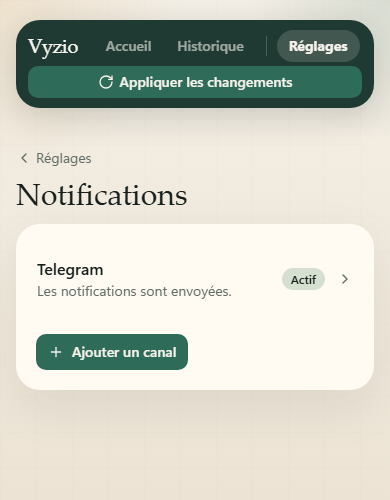 Vyzio Accueil Historique Réglages
Appliquer les changements
Réglages
Notifications
Telegram
Actif
Les notifications sont envoyées.
Ajouter un canal